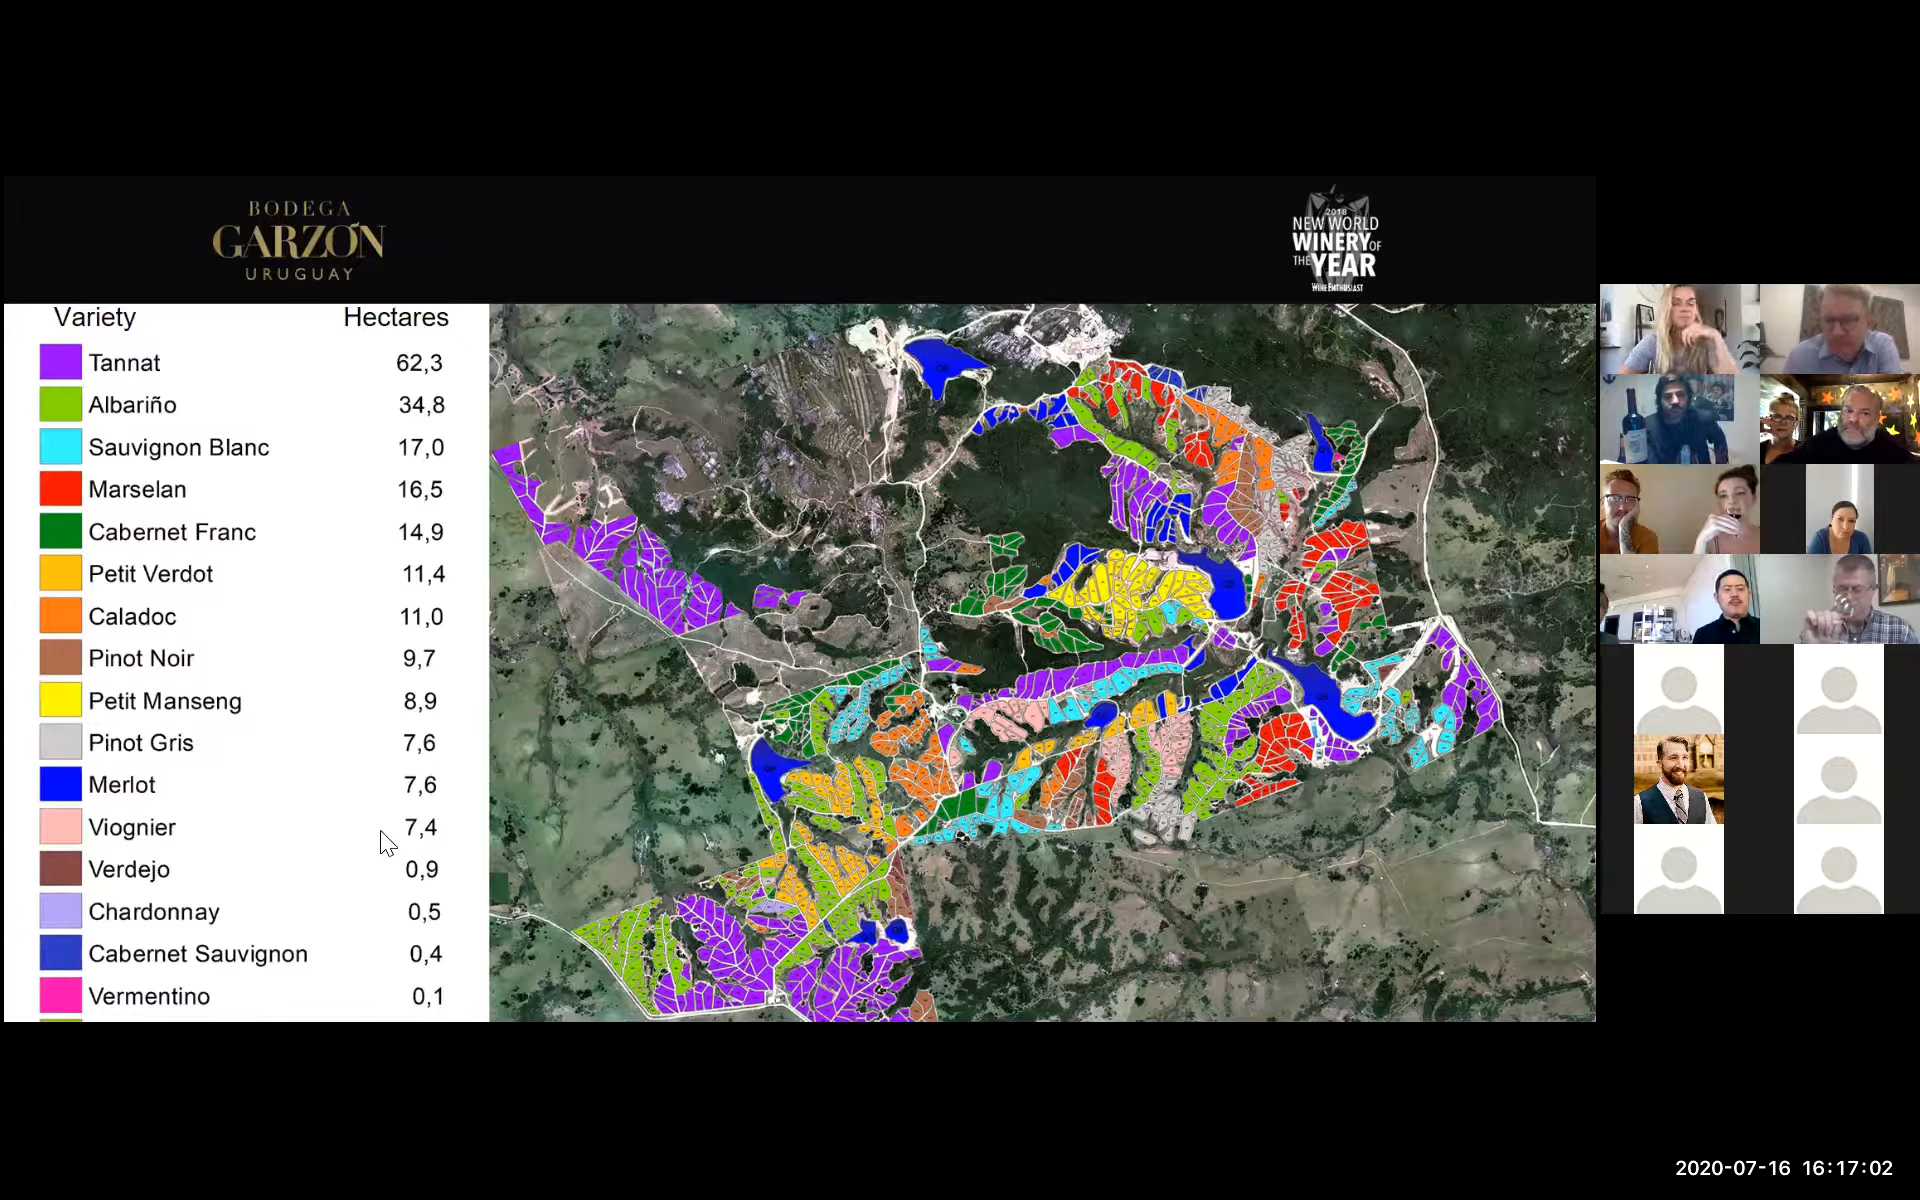 BODEGA
GARZÓN
URUGUAY
2018
NEW WORLD
WINERY OF
THE YEAR
WINE ENTHUSIAST
Variety Hectares
Tannat 62,3
Albariño 34,8
Sauvignon Blanc 17,0
Marselan 16,5
Cabernet Franc 14,9
Petit Verdot 11,4
Caladoc 11,0
Pinot Noir 9,7
Petit Manseng 8,9
Pinot Gris 7,6
Merlot 7,6
Viognier 7,4
Verdejo 0,9
Chardonnay 0,5
Cabernet Sauvignon 0,4
Vermentino 0,1
2020-07-16 16:17:02